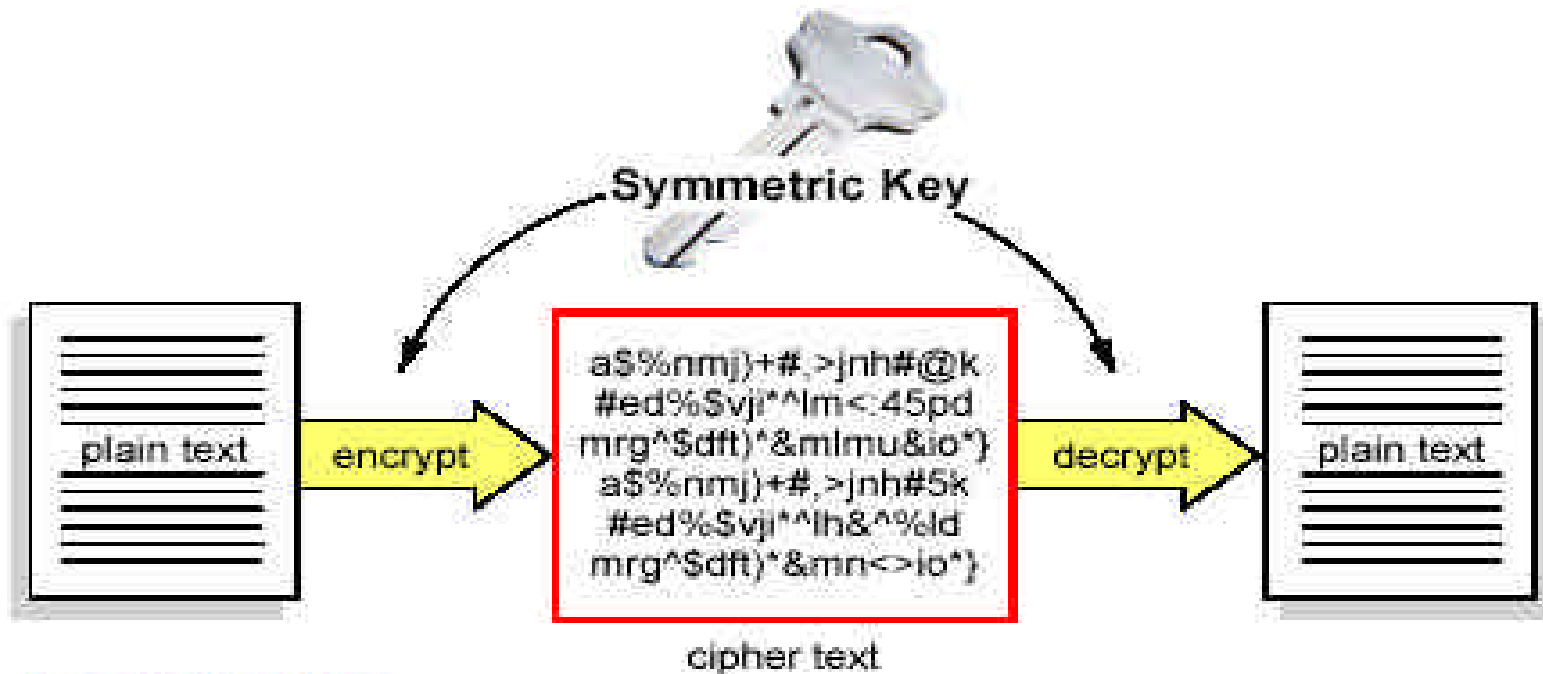 Symmetric Key
plain text
encrypt
a$%nmj)+#,>jnh#@k
#ed%$vji*^lm<:45pd
mrg^$dft)*&mlmu&io*}
a$%nmj)+#,>jnh#5k
#ed%$vji*^lh&^%ld
mrg^$dft)*&mn<>io*}
decrypt
plain text
cipher text